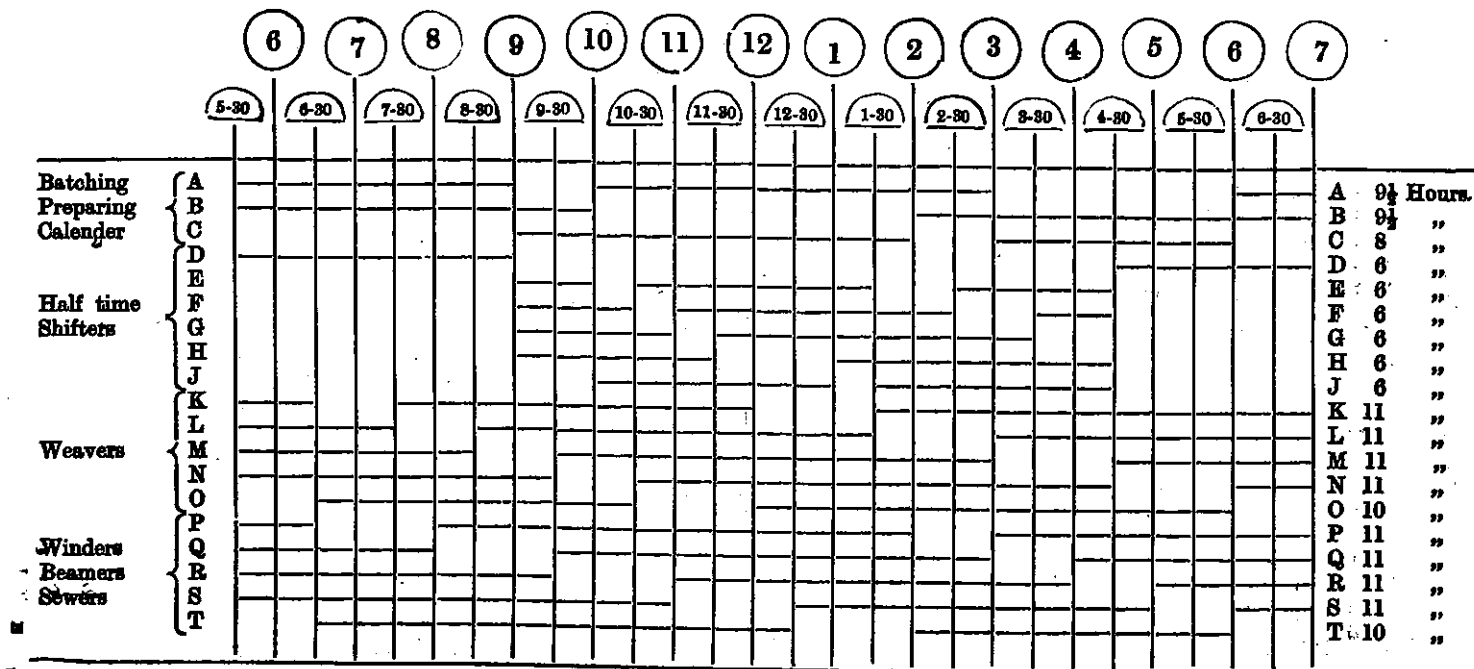 6 7 8 9 10 11 12 1 2 3 4 5 6 7
5-30 6-30 7-30 8-30 9-30 10-30 11-30 12-30 1-30 2-30 3-30 4-30 5-30 6-30
Batching A A 9½ Hours.
Preparing B B 9½ „
Calender C C 8 „
D D 6 „
E E 6 „
Half time F F 6 „
Shifters G G 6 „
H H 6 „
J J 6 „
K K 11 „
L L 11 „
Weavers M M 11 „
N N 11 „
O O 10 „
P P 11 „
Winders Q Q 11 „
Beamers R R 11 „
Sewers S S 11 „
T T 10 „